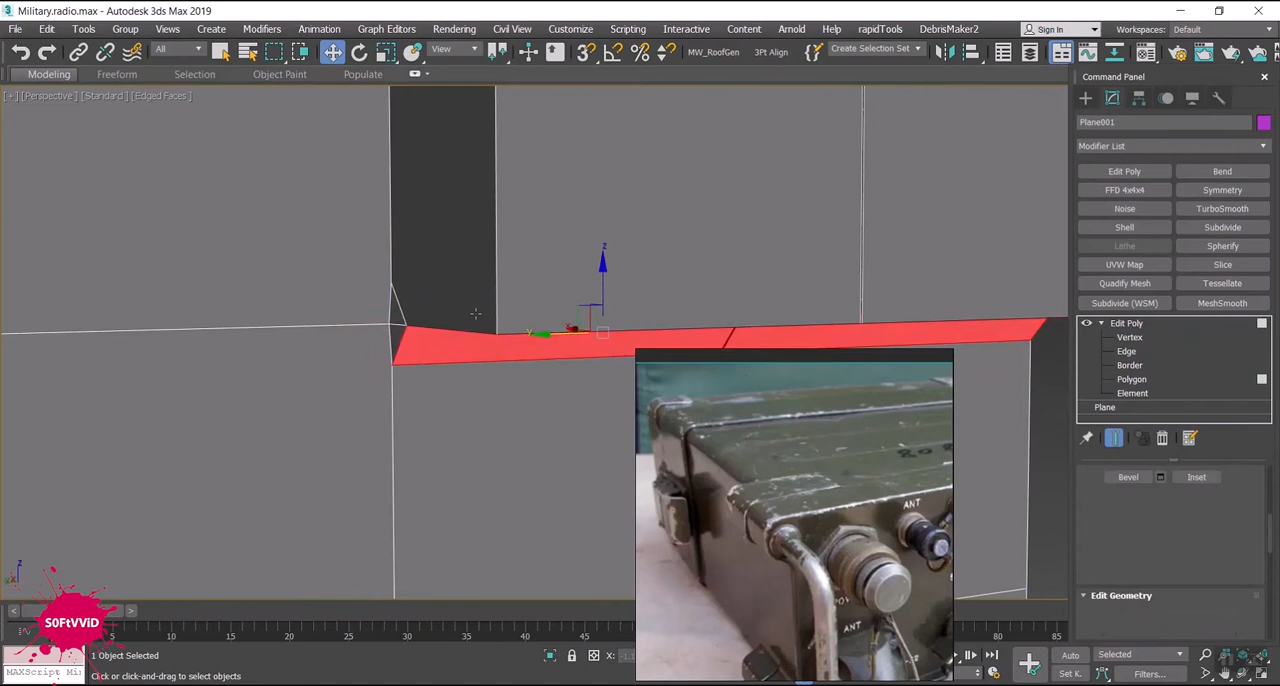 Military.radio.max - Autodesk 3ds Max 2019
File Edit Tools Group Views Create Modifiers Animation Graph Editors Rendering Civil View Customize Scripting Interactive Content Arnold Help rapidTools DebrisMaker2 Sign In Workspaces: Default
All View MW_RoofGen 3Pt Align Create Selection Set
Modeling Freeform Selection Object Paint Populate
[+] [Perspective] [Standard] [Edged Faces]
Command Panel
Plane001
Modifier List
Edit Poly Bend
FFD 4x4x4 Symmetry
Noise TurboSmooth
Shell Subdivide
Lathe Spherify
UVW Map Slice
Quadify Mesh Tessellate
Subdivide (WSM) MeshSmooth
Edit Poly
Vertex
Edge
Border
Polygon
Element
Plane
Bevel Inset
Edit Geometry
z
y
x
ANT
ANT
z
S0FtVViD
5 10 15 20 25 30 35 40 45 80 85
1 Object Selected
X:
Auto Selected
MAXScript Mi
Click or click-and-drag to select objects
Set K. Filters...